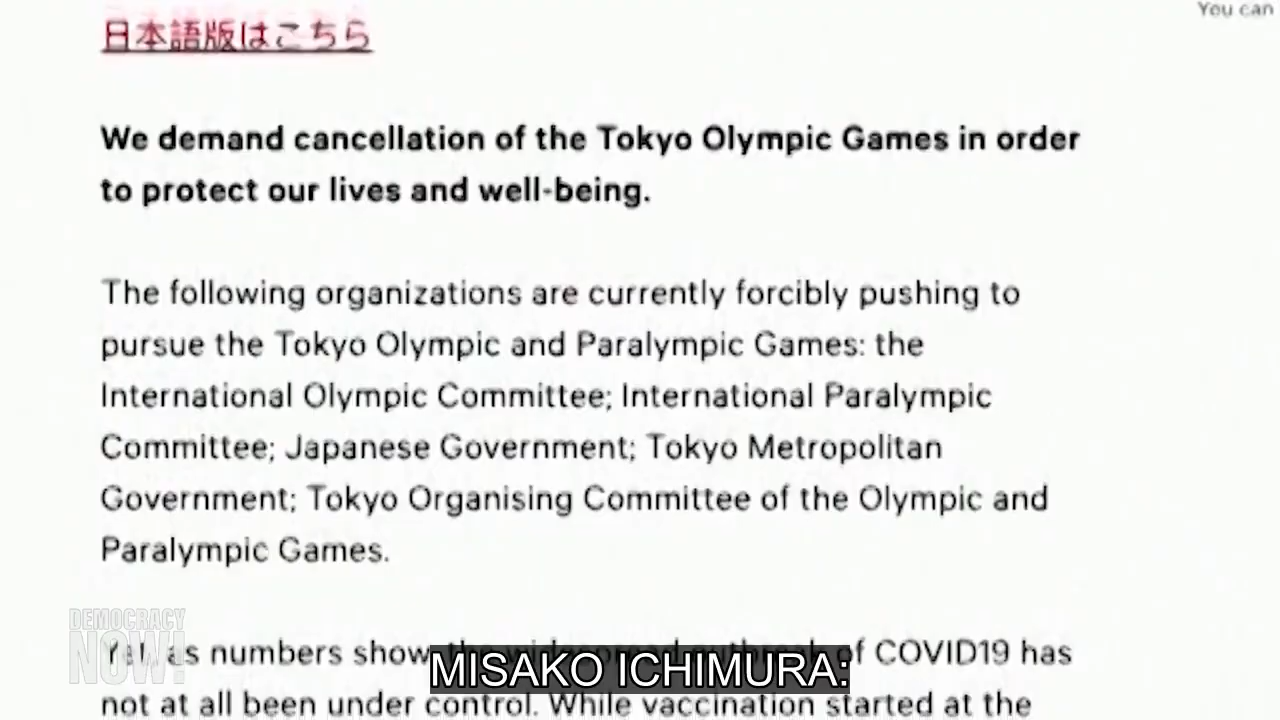 You can
日本語版はこちら
We demand cancellation of the Tokyo Olympic Games in order
to protect our lives and well-being.
The following organizations are currently forcibly pushing to
pursue the Tokyo Olympic and Paralympic Games: the
International Olympic Committee; International Paralympic
Committee; Japanese Government; Tokyo Metropolitan
Government; Tokyo Organising Committee of the Olympic and
Paralympic Games.
DEMOCRACY
NOW!
as numbers show of COVID19 has
MISAKO ICHIMURA:
not at all been under control. While vaccination started at the